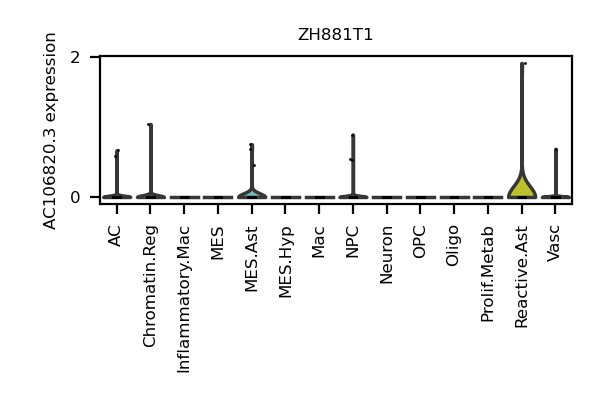 ZH881T1
AC106820.3 expression
2
0
AC
Chromatin.Reg
Inflammatory.Mac
MES
MES.Ast
MES.Hyp
Mac
NPC
Neuron
OPC
Oligo
Prolif.Metab
Reactive.Ast
Vasc